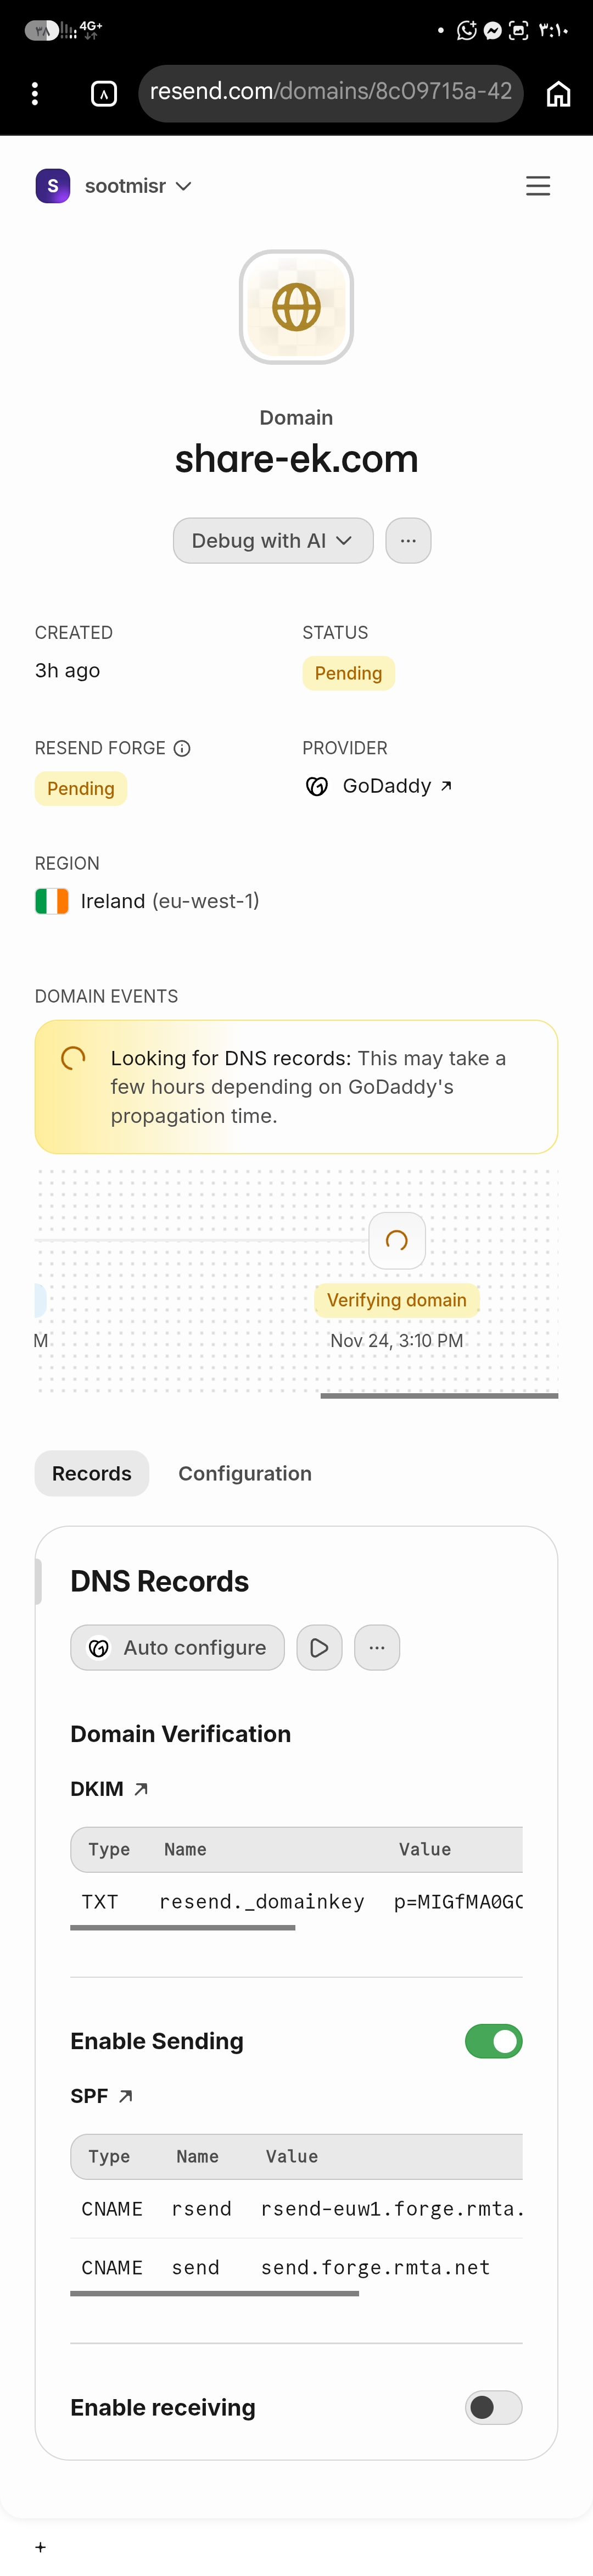 ٣٨ 4G+ ٣:١٠
٨ resend.com/domains/8c09715a-42
S sootmisr
Domain
share-ek.com
Debug with AI
CREATED STATUS
3h ago Pending
RESEND FORGE PROVIDER
Pending GoDaddy
REGION
Ireland (eu-west-1)
DOMAIN EVENTS
Looking for DNS records: This may take a
few hours depending on GoDaddy's
propagation time.
Verifying domain
M Nov 24, 3:10 PM
Records Configuration
DNS Records
Auto configure
Domain Verification
DKIM
Type Name Value
TXT resend._domainkey p=MIGfMA0GC
Enable Sending
SPF
Type Name Value
CNAME rsend rsend-euw1.forge.rmta.
CNAME send send.forge.rmta.net
Enable receiving
+